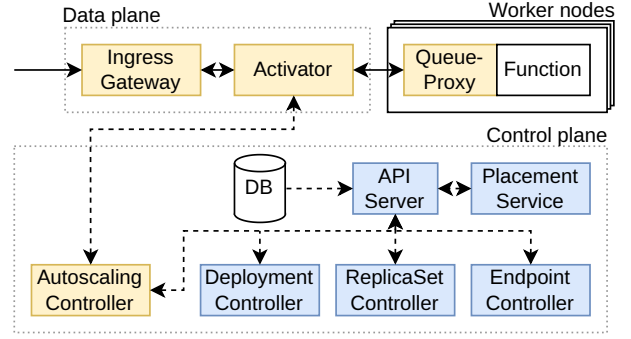 Data plane
Worker nodes
Ingress
Gateway
Activator
Queue-
Proxy
Function
Control plane
DB
API
Server
Placement
Service
Autoscaling
Controller
Deployment
Controller
ReplicaSet
Controller
Endpoint
Controller